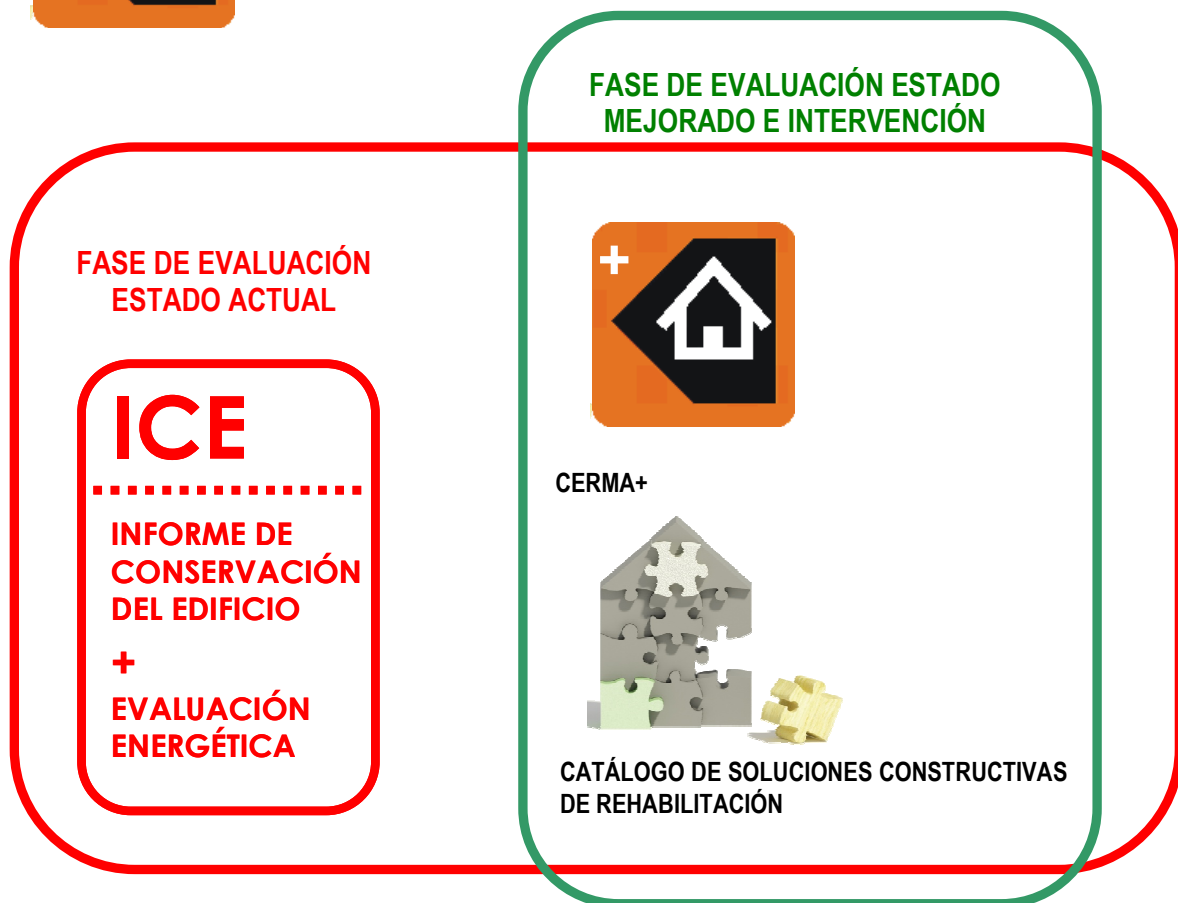 FASE DE EVALUACIÓN ESTADO
MEJORADO E INTERVENCIÓN
FASE DE EVALUACIÓN
ESTADO ACTUAL
ICE
INFORME DE
CONSERVACIÓN
DEL EDIFICIO
+
EVALUACIÓN
ENERGÉTICA
+
CERMA+
CATÁLOGO DE SOLUCIONES CONSTRUCTIVAS
DE REHABILITACIÓN